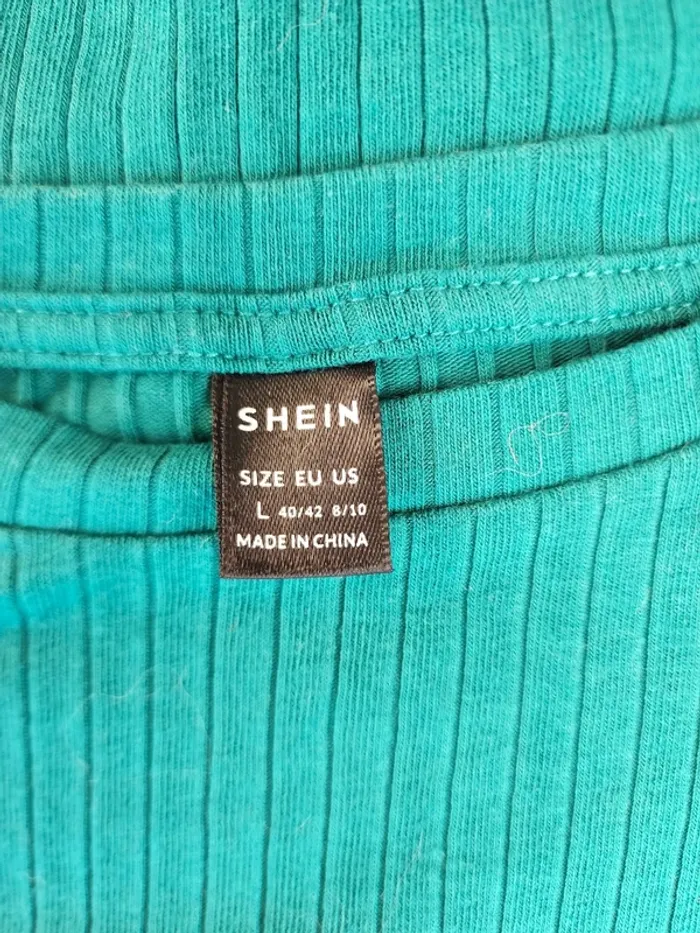 SHEIN
SIZE EU US
L 40/42 8/10
MADE IN CHINA